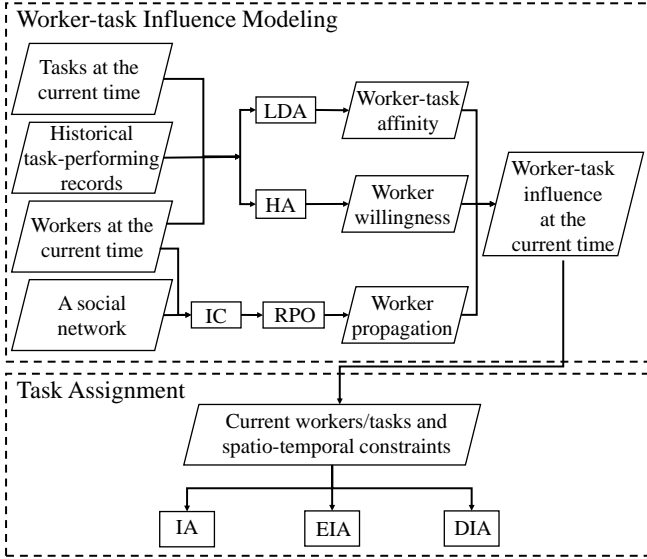 Worker-task Influence Modeling
Tasks at the
current time
Historical
task-performing
records
Workers at the
current time
A social
network
LDA
HA
IC
RPO
Worker-task
affinity
Worker
willingness
Worker
propagation
Worker-task
influence
at the
current time
Task Assignment
Current workers/tasks and
spatio-temporal constraints
IA
EIA
DIA